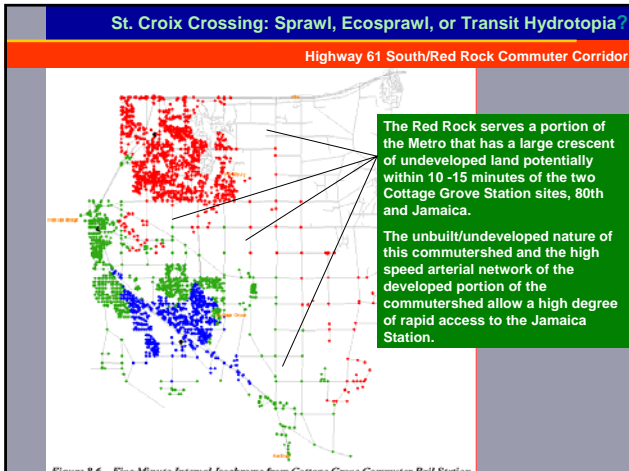 St. Croix Crossing: Sprawl, Ecosprawl, or Transit Hydrotopia?
Highway 61 South/Red Rock Commuter Corridor
The Red Rock serves a portion of
the Metro that has a large crescent
of undeveloped land potentially
within 10 -15 minutes of the two
Cottage Grove Station sites, 80th
and Jamaica.
The unbuilt/undeveloped nature of
this commutershed and the high
speed arterial network of the
developed portion of the
commutershed allow a high degree
of rapid access to the Jamaica
Station.